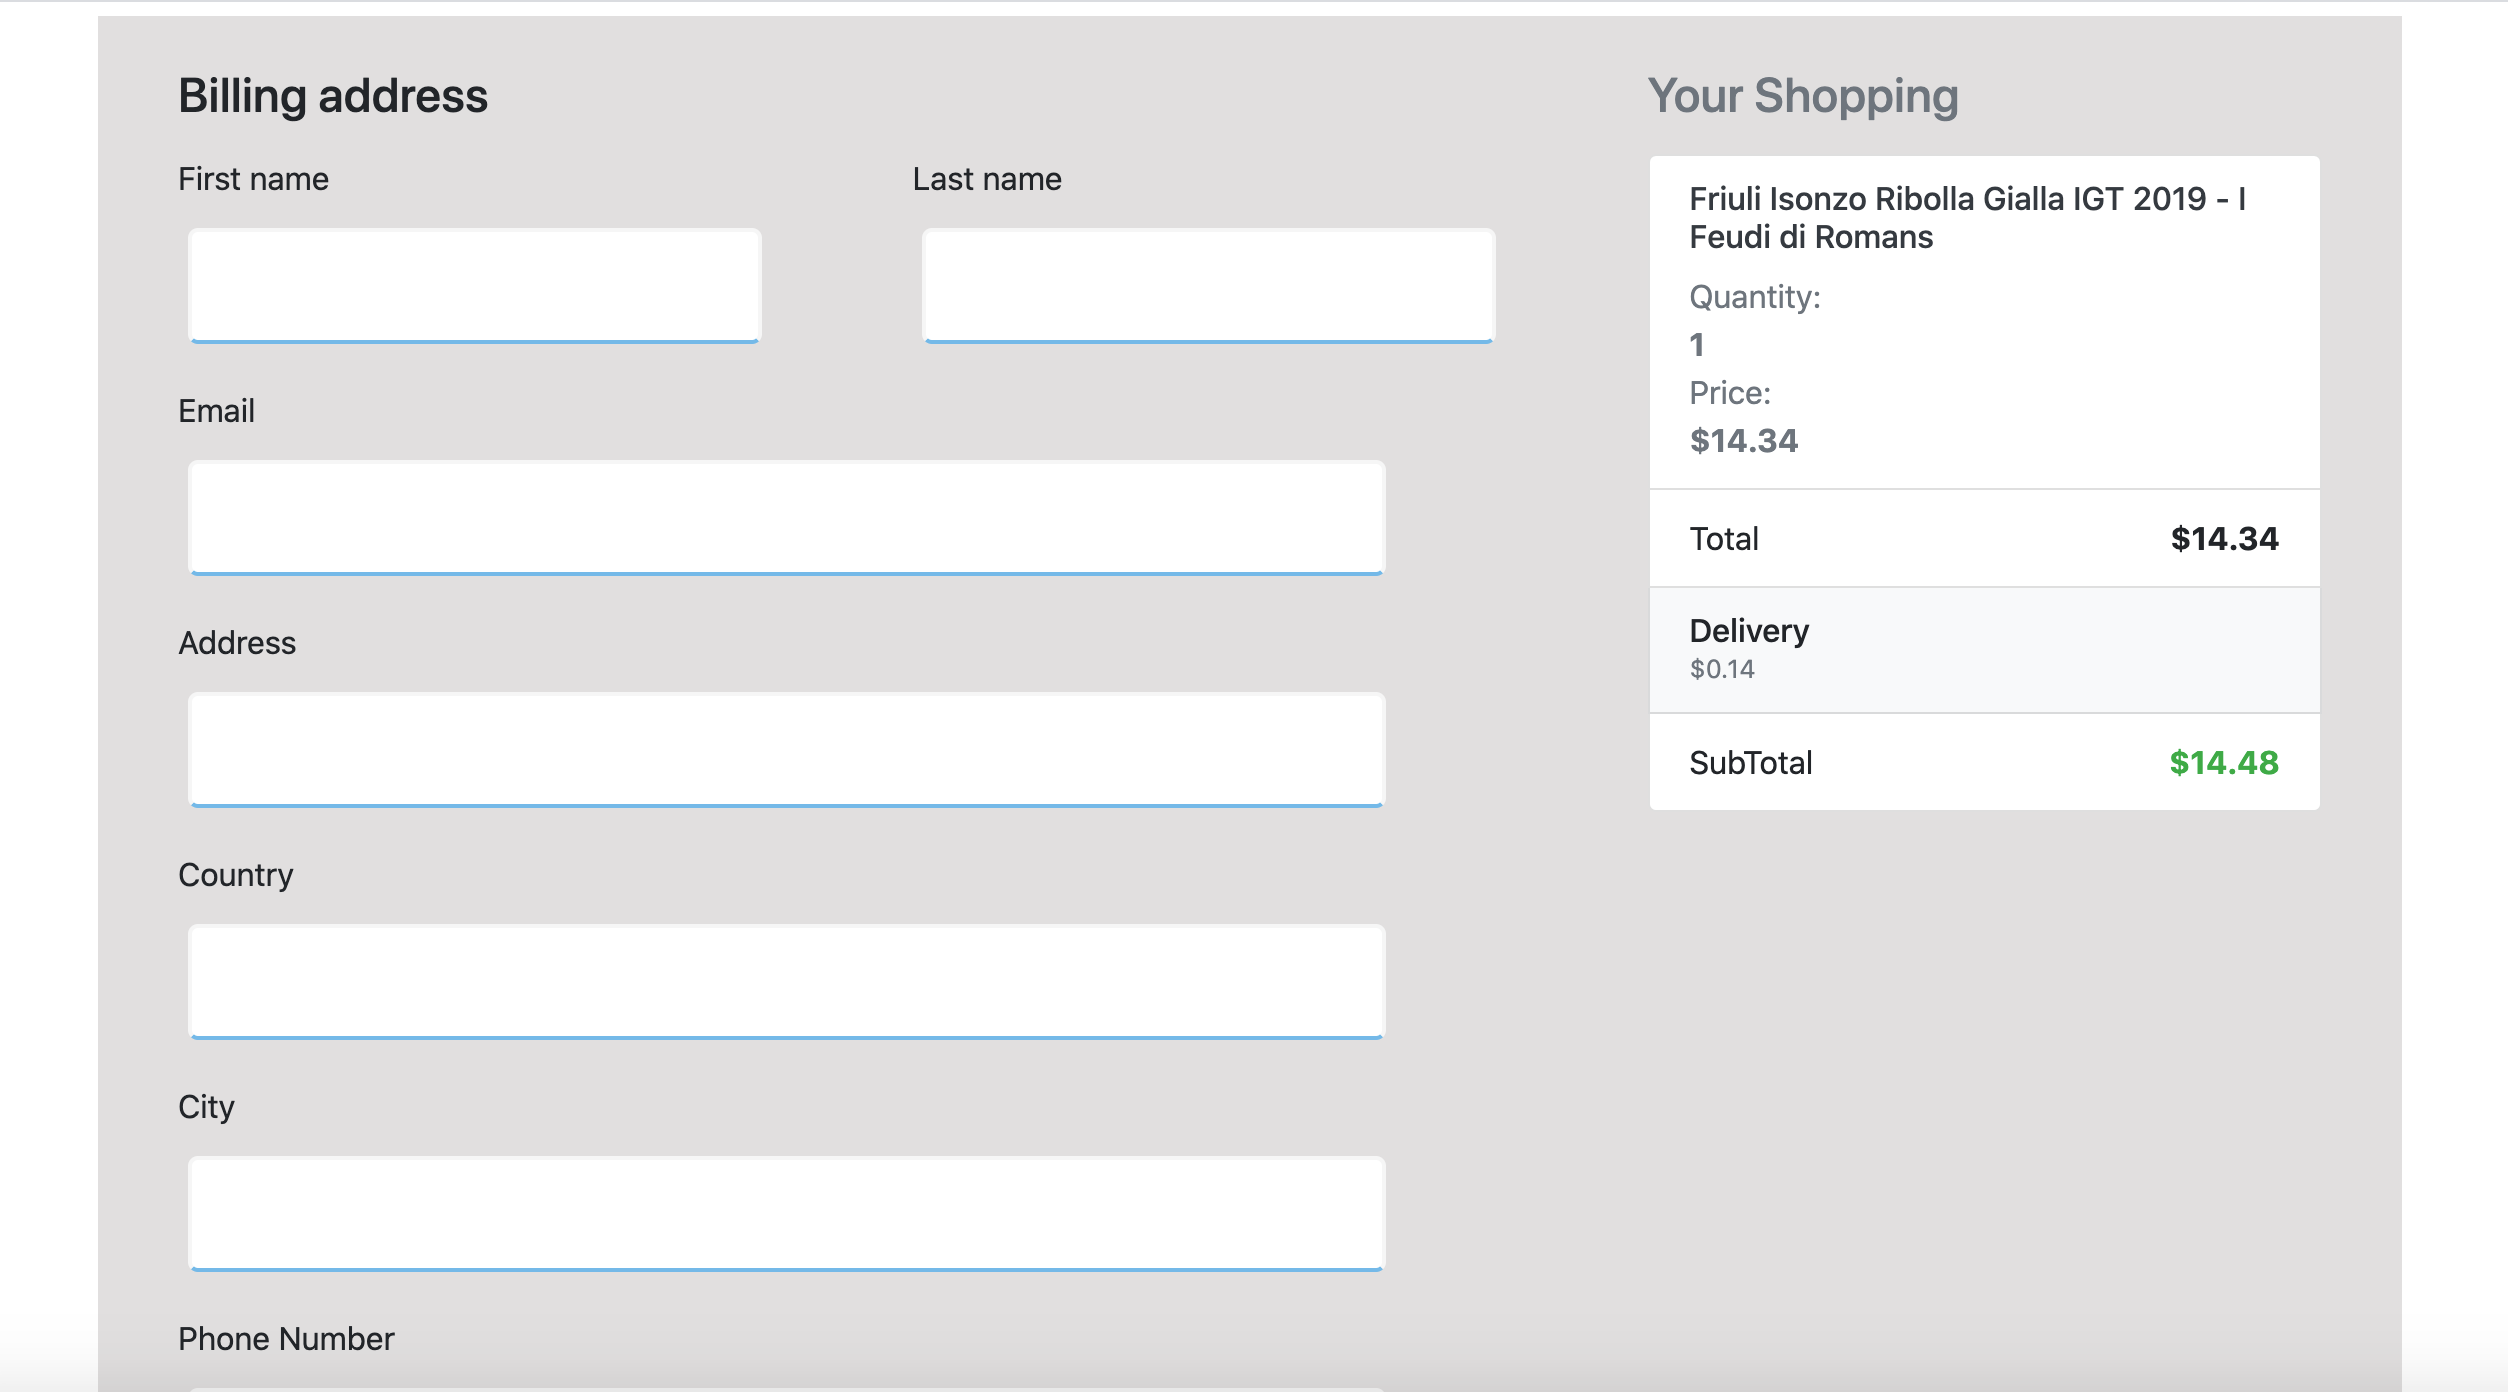 Billing address
First name
Last name
Email
Address
Country
City
Phone Number
Your Shopping
Friuli Isonzo Ribolla Gialla IGT 2019 - I
Feudi di Romans
Quantity:
1
Price:
$14.34
Total $14.34
Delivery
$0.14
SubTotal $14.48